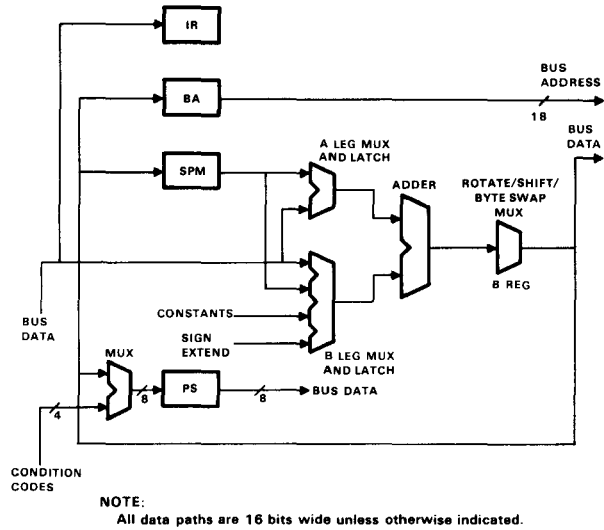 IR
BUS
ADDRESS
BA
18
BUS
DATA
A LEG MUX
AND LATCH
SPM
ADDER
ROTATE/SHIFT/
BYTE SWAP
MUX
B REG
BUS
DATA
CONSTANTS
SIGN
EXTEND
B LEG MUX
AND LATCH
MUX
8
PS
8
BUS DATA
4
CONDITION
CODES
NOTE:
All data paths are 16 bits wide unless otherwise indicated.